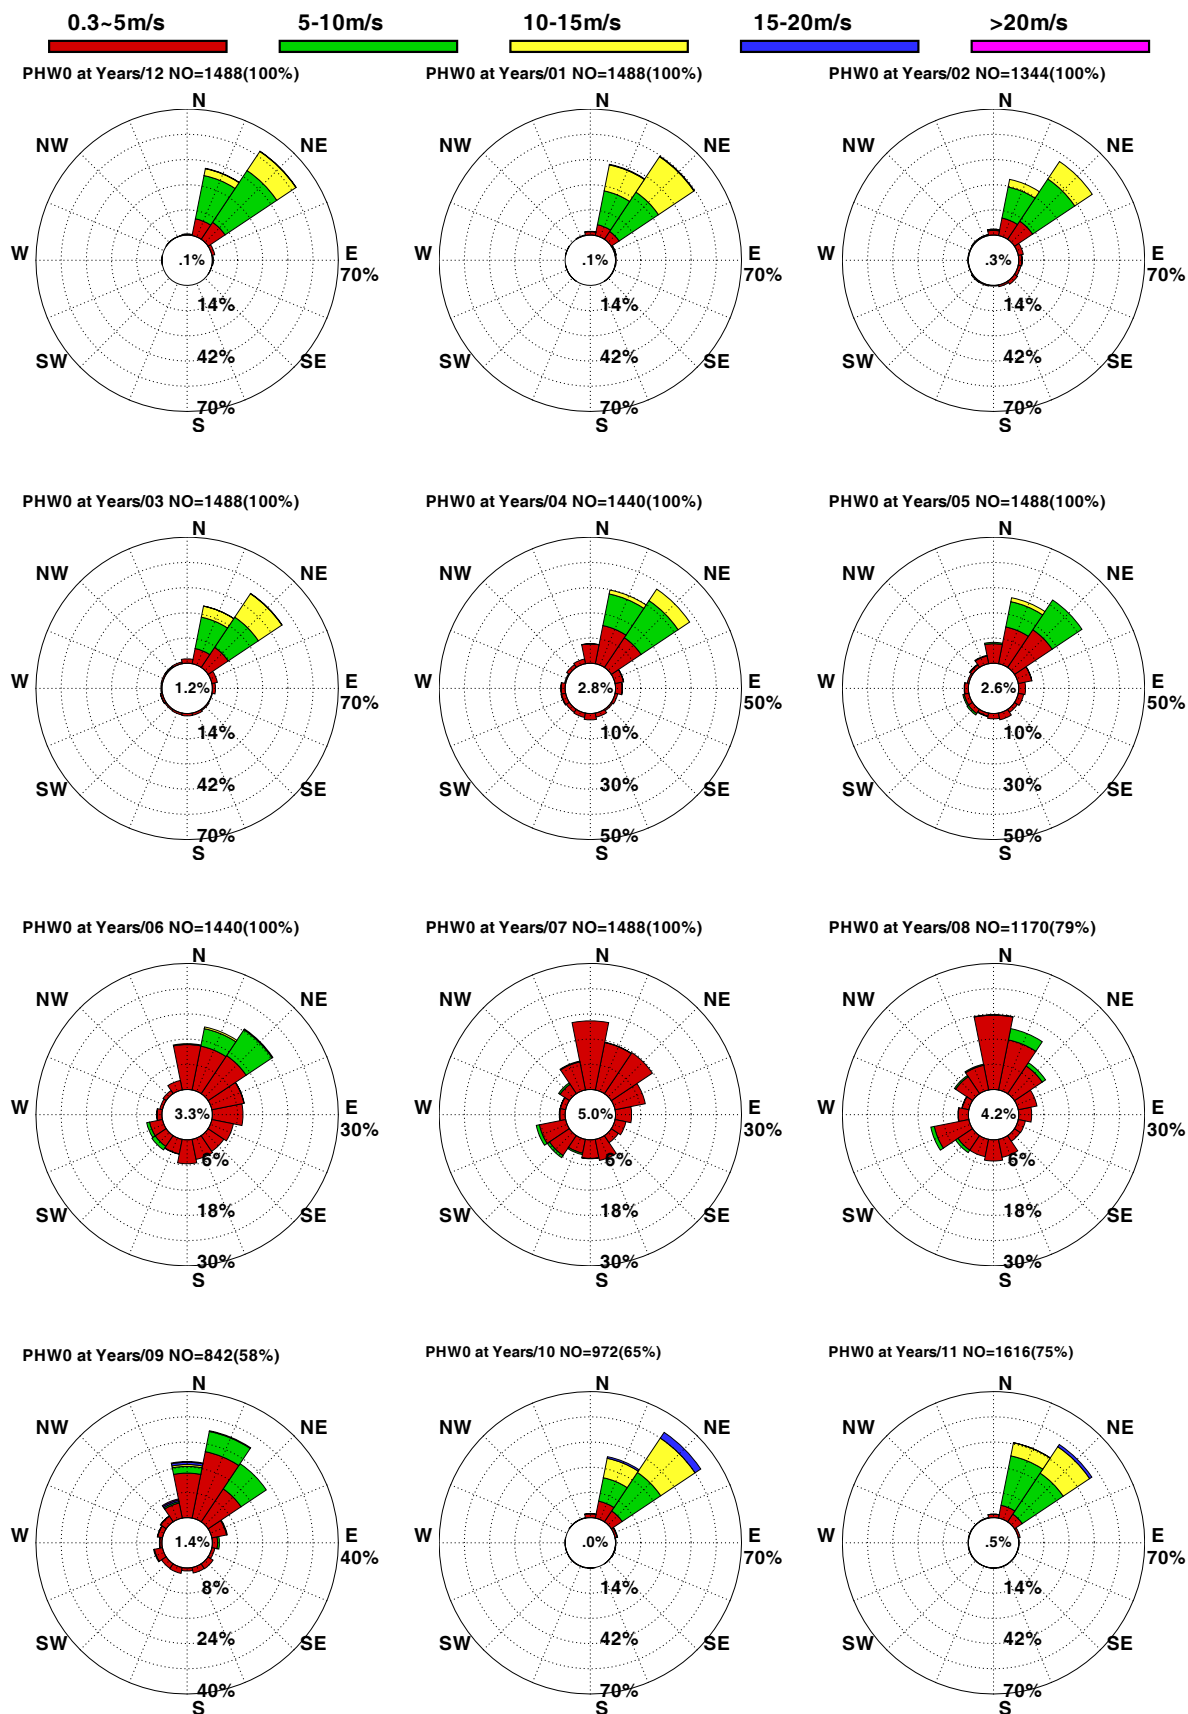 0.3~5m/s 5-10m/s 10-15m/s 15-20m/s >20m/s
PHW0 at Years/12 NO=1488(100%) PHW0 at Years/01 NO=1488(100%) PHW0 at Years/02 NO=1344(100%)
N N N
NW NE NW NE NW NE
W .1% E W .1% E W .3% E
70% 70% 70%
14% 14% 14%
SW 42% SE SW 42% SE SW 42% SE
70% 70% 70%
S S S
PHW0 at Years/03 NO=1488(100%) PHW0 at Years/04 NO=1440(100%) PHW0 at Years/05 NO=1488(100%)
N N N
NW NE NW NE NW NE
W 1.2% E W 2.8% E W 2.6% E
70% 50% 50%
14% 10% 10%
SW 42% SE SW 30% SE SW 30% SE
70% 50% 50%
S S S
PHW0 at Years/06 NO=1440(100%) PHW0 at Years/07 NO=1488(100%) PHW0 at Years/08 NO=1170(79%)
N N N
NW NE NW NE NW NE
W 3.3% E W 5.0% E W 4.2% E
30% 30% 30%
6% 6% 6%
SW 18% SE SW 18% SE SW 18% SE
30% 30% 30%
S S S
PHW0 at Years/09 NO=842(58%) PHW0 at Years/10 NO=972(65%) PHW0 at Years/11 NO=1616(75%)
N N N
NW NE NW NE NW NE
W 1.4% E W .0% E W .5% E
40% 70% 70%
8% 14% 14%
SW 24% SE SW 42% SE SW 42% SE
40% 70% 70%
S S S